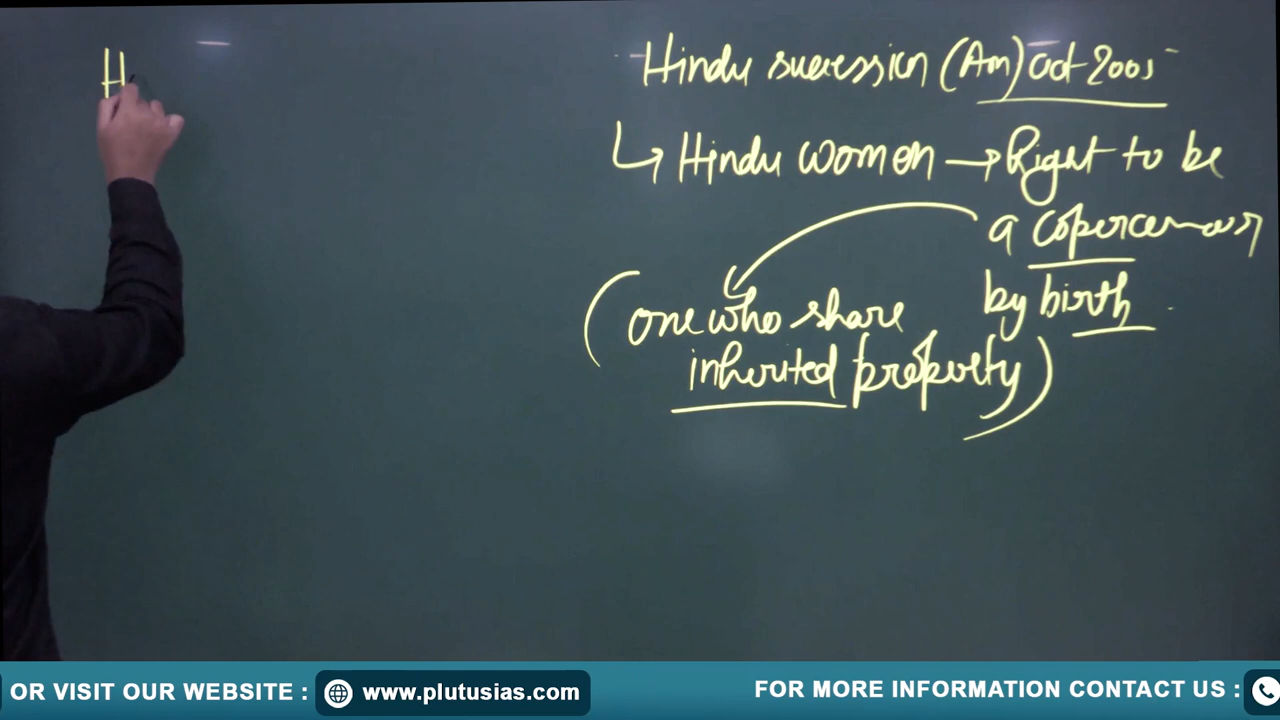 H
Hindu succession (Am) act 2005
Hindu women → Right to be
a coparcenar
by birth
(one who share
inherited property)
OR VISIT OUR WEBSITE : www.plutusias.com
FOR MORE INFORMATION CONTACT US :